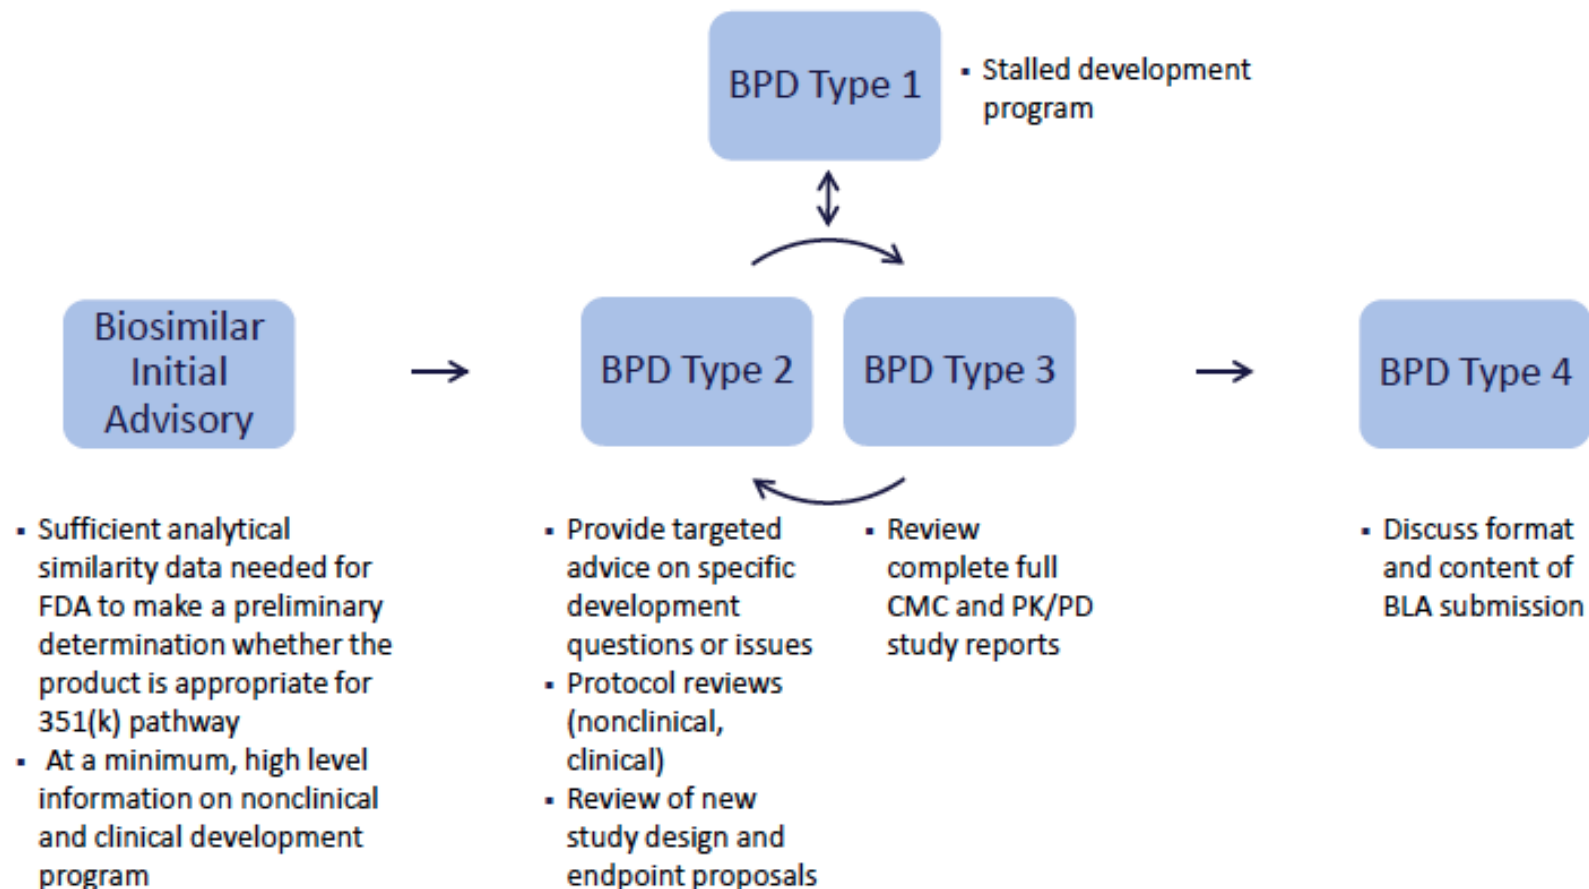 BPD Type 1
▪ Stalled development
program
Biosimilar
Initial
Advisory
BPD Type 2
BPD Type 3
BPD Type 4
▪ Sufficient analytical
similarity data needed for
FDA to make a preliminary
determination whether the
product is appropriate for
351(k) pathway
▪ At a minimum, high level
information on nonclinical
and clinical development
program
▪ Provide targeted
advice on specific
development
questions or issues
▪ Protocol reviews
(nonclinical,
clinical)
▪ Review of new
study design and
endpoint proposals
▪ Review
complete full
CMC and PK/PD
study reports
▪ Discuss format
and content of
BLA submission